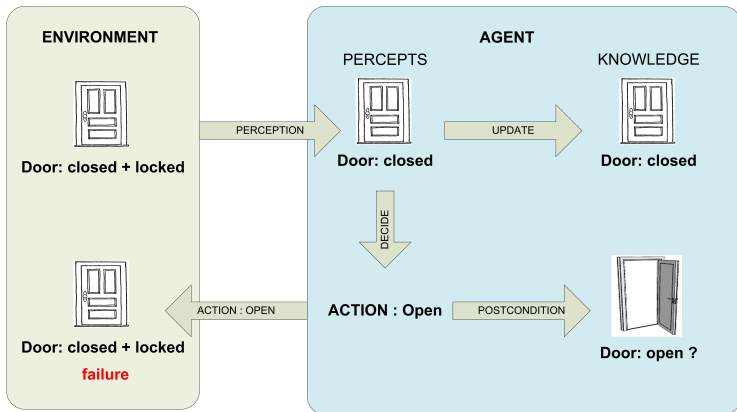 ENVIRONMENT
AGENT
PERCEPTS
KNOWLEDGE
PERCEPTION
UPDATE
Door: closed + locked
Door: closed
Door: closed
DECIDE
ACTION : OPEN
ACTION : Open
POSTCONDITION
Door: closed + locked
failure
Door: open ?